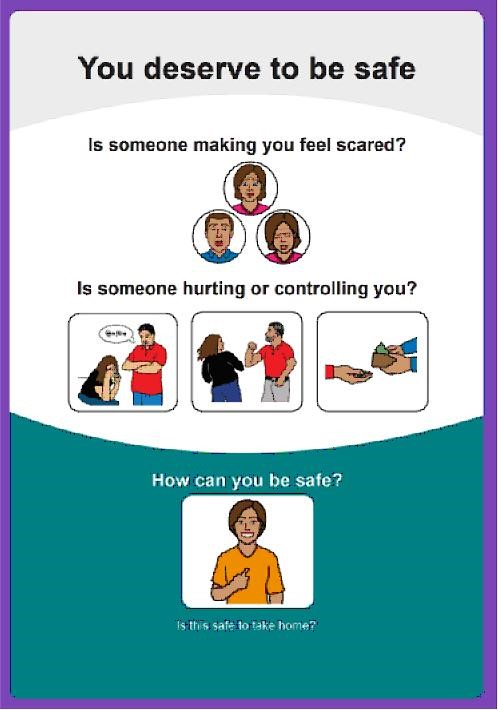 You deserve to be safe
Is someone making you feel scared?
Is someone hurting or controlling you?
How can you be safe?
Is this safe to take home?